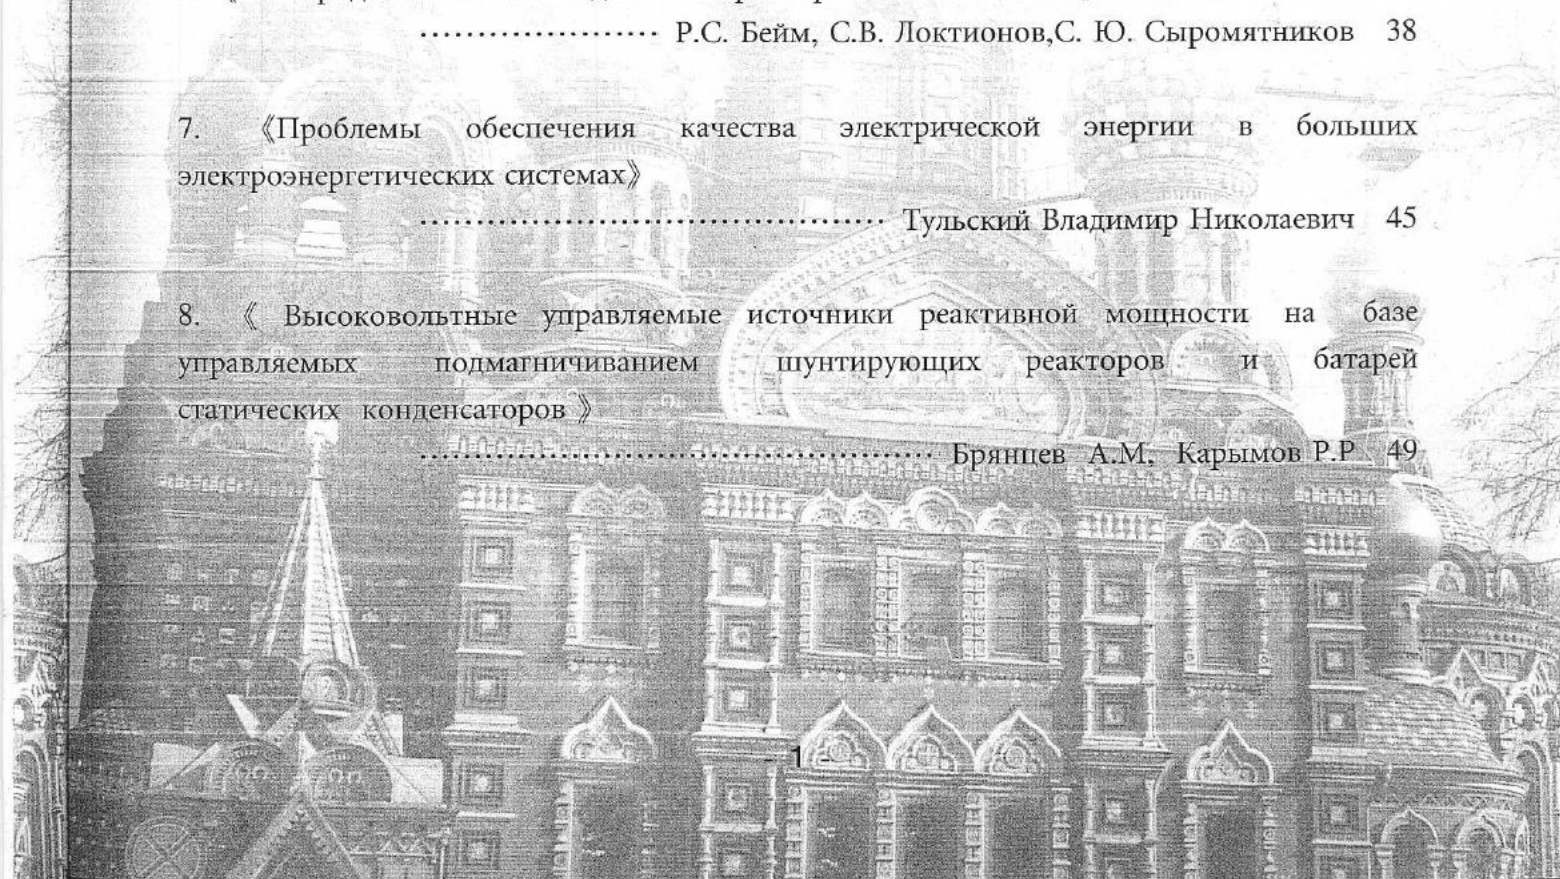 .................... Р.С. Бейм, С.В. Локтионов,С. Ю. Сыромятников 38
7. 《Проблемы обеспечения качества электрической энергии в больших
электроэнергетических системах》
....................................... Тульский Владимир Николаевич 45
8. 《 Высоковольтные управляемые источники реактивной мощности на базе
управляемых подмагничиванием шунтирующих реакторов и батарей
статических конденсаторов 》
........................................... Брянцев А.М, Карымов Р.Р 49
- 1 -